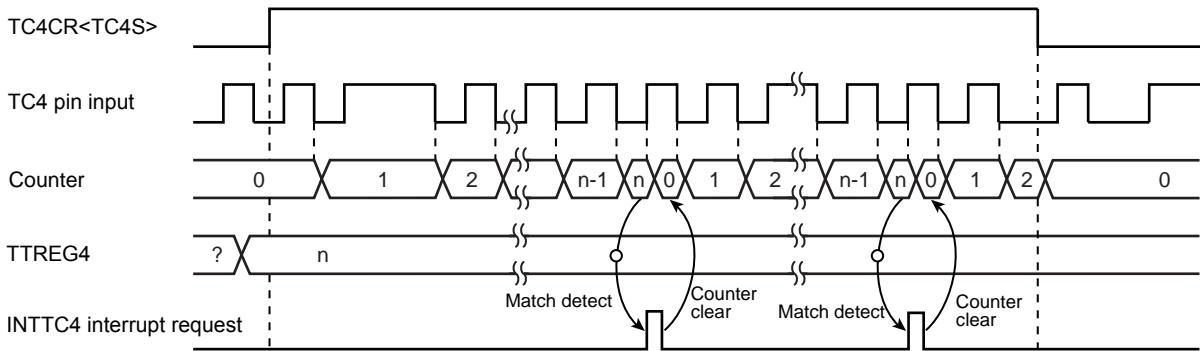 TC4CR<TC4S>
TC4 pin input
Counter 0 1 2 n-1 n 0 1 2 n-1 n 0 1 2 0
TTREG4 ? n
Match detect Counter clear Match detect Counter clear
INTTC4 interrupt request